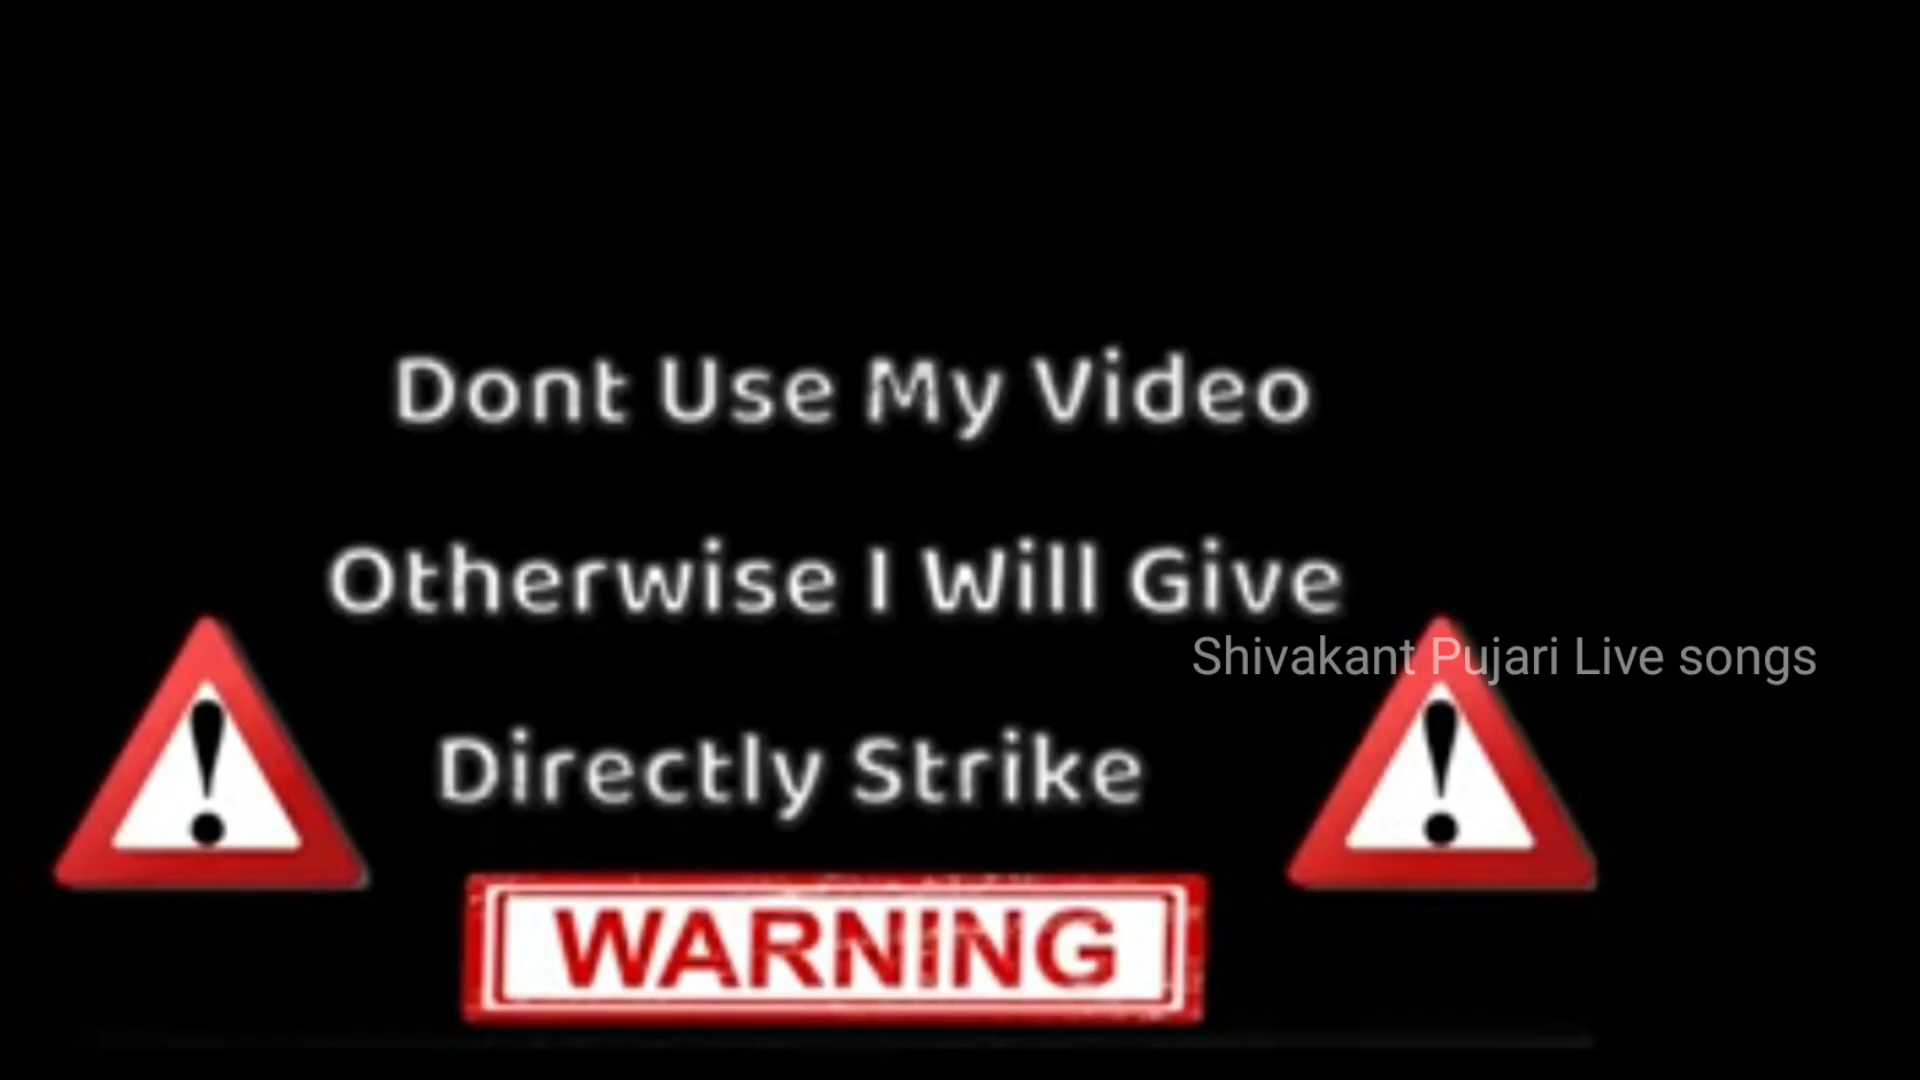 Dont Use My Video
Otherwise I Will Give
Shivakant Pujari Live songs
Directly Strike
WARNING